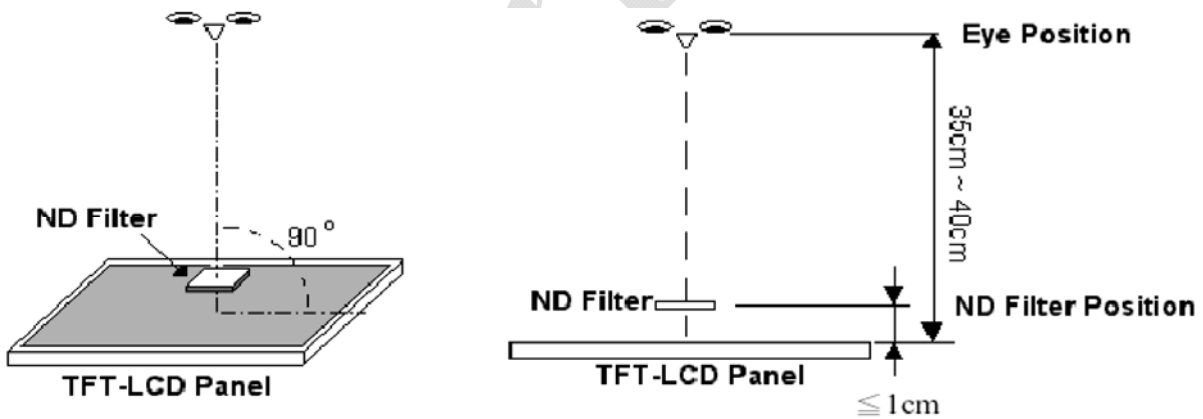 ND Filter
90°
TFT-LCD Panel
Eye Position
35cm ~ 40cm
ND Filter
ND Filter Position
TFT-LCD Panel
≦ 1cm